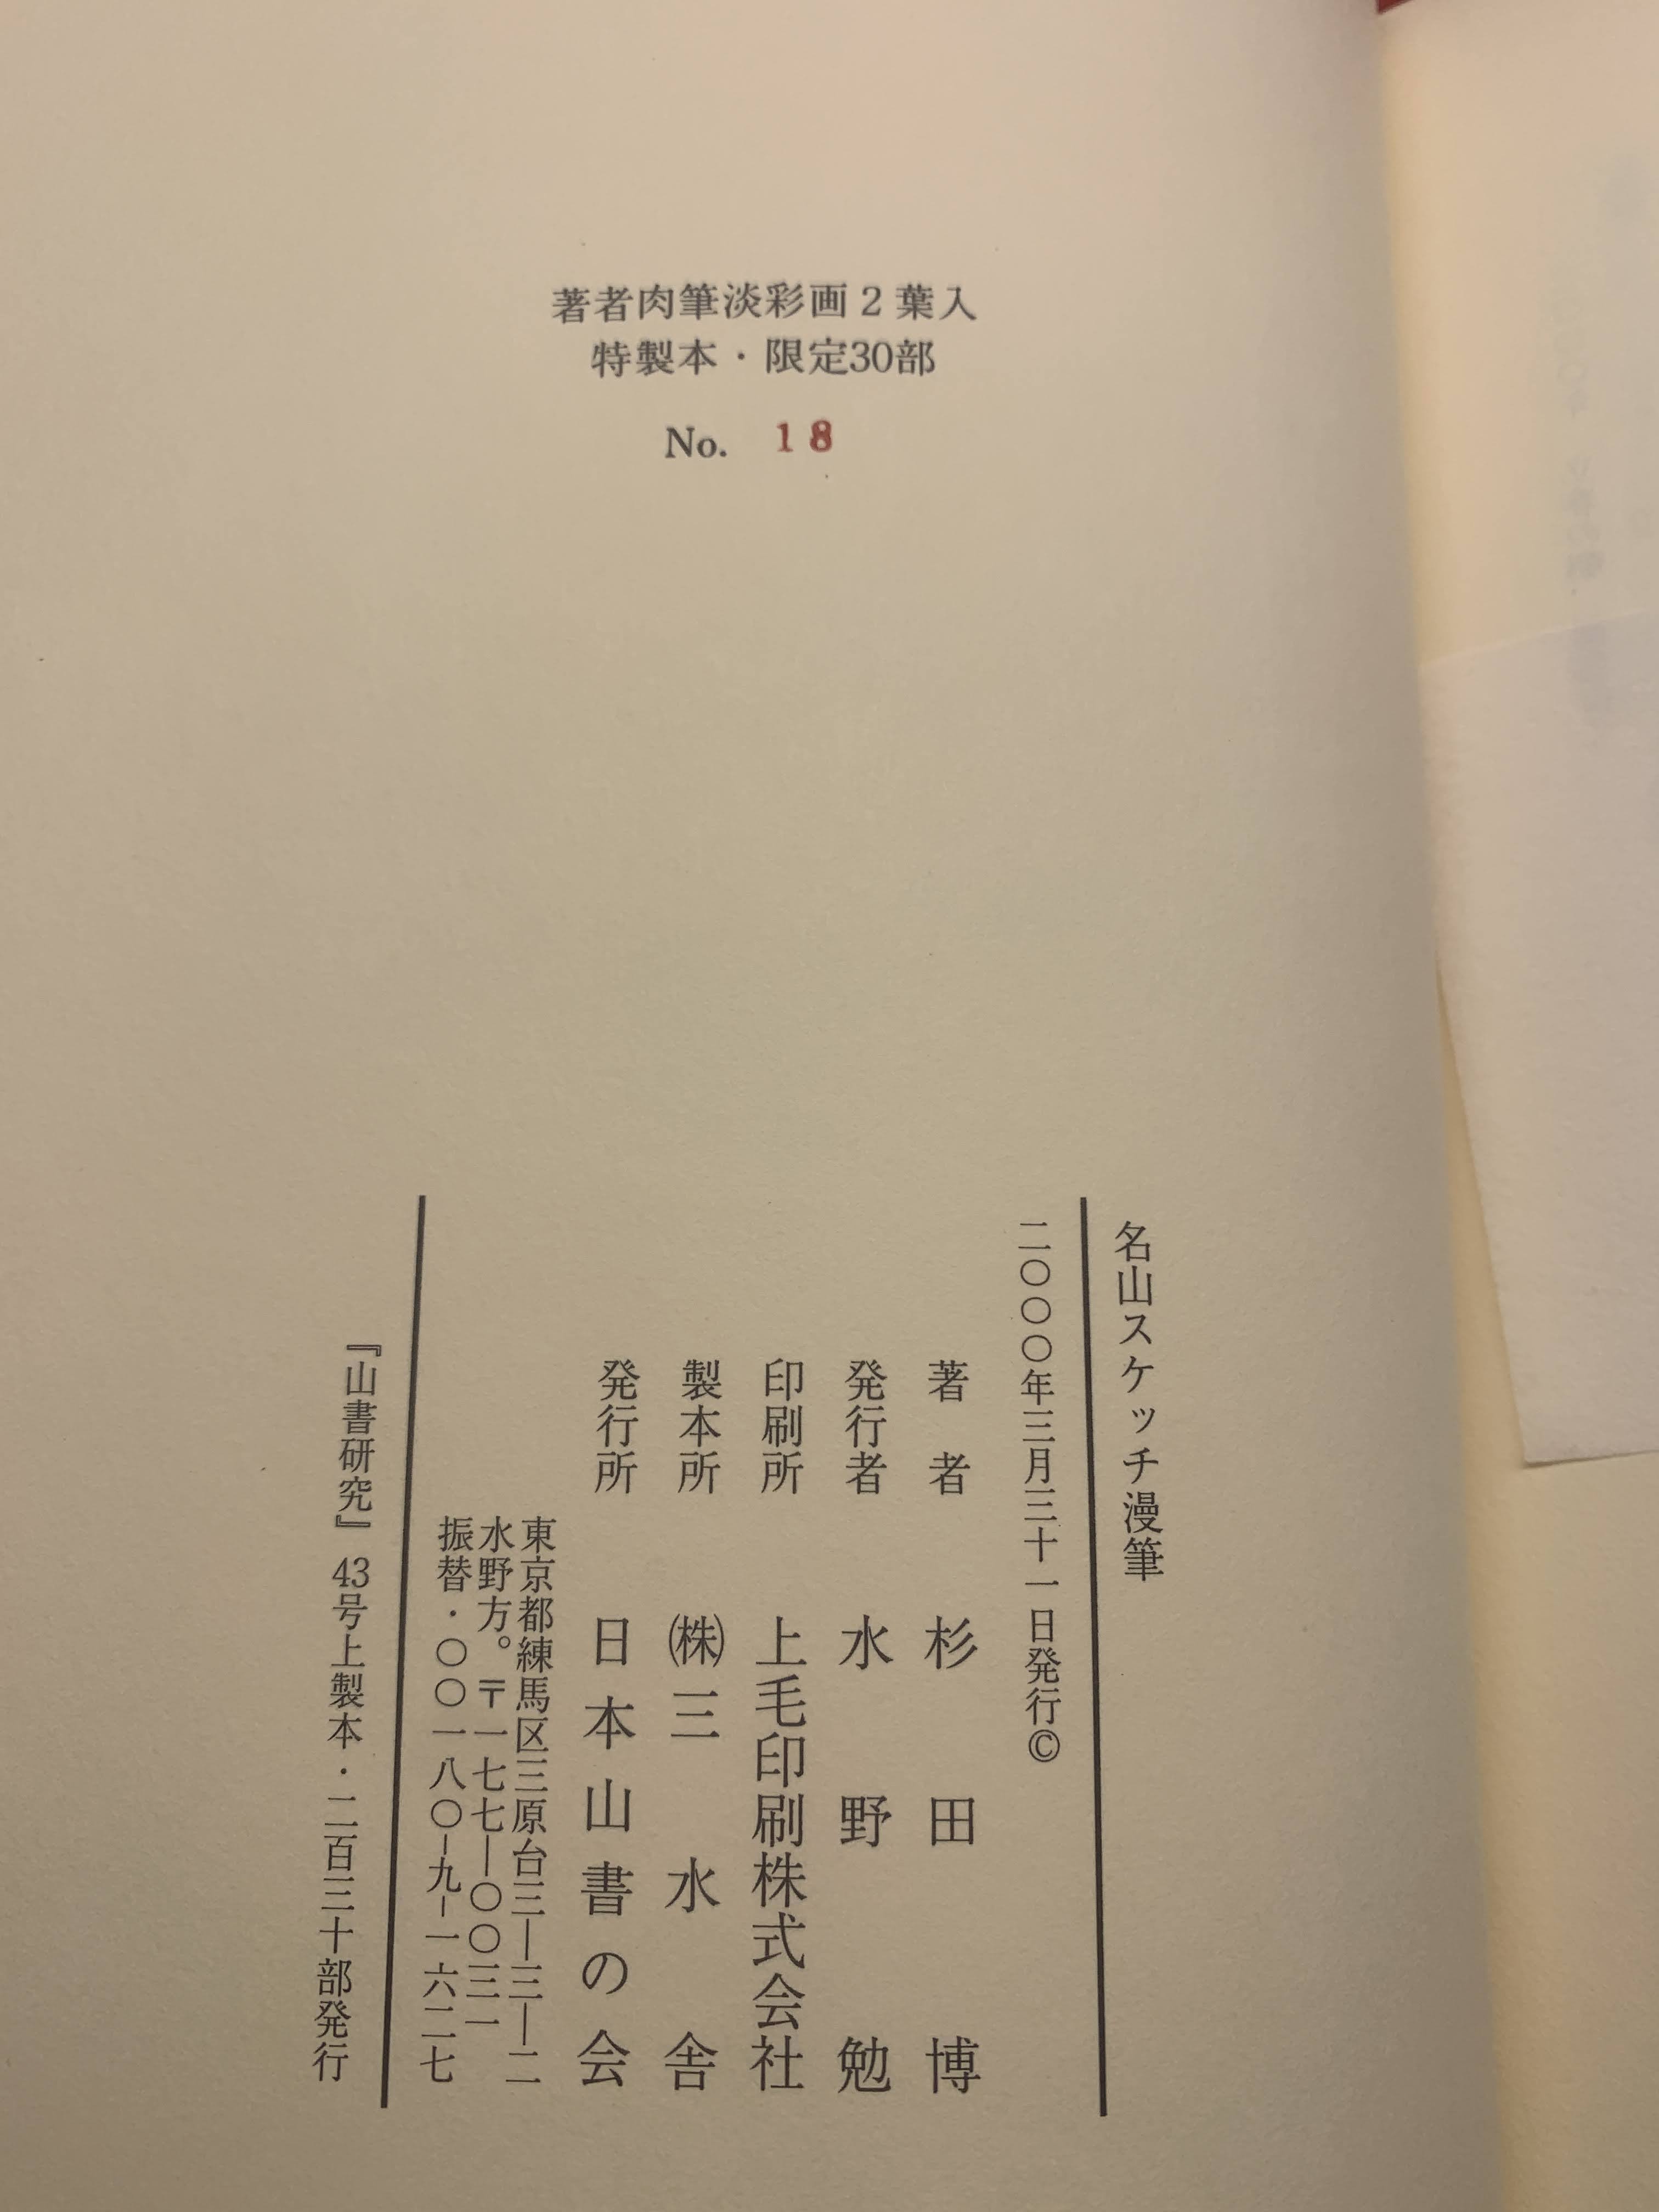 著者肉筆淡彩画2葉入
特製本・限定30部
No. 18
名山スケッチ漫筆
二〇〇〇年三月三十一日発行©
著者 杉田博
発行者 水野勉
印刷所 上毛印刷株式会社
製本所 ㈱三水舎
発行所 日本山書の会
東京都練馬区三原台三―三―二
水野方。〒一七七―〇〇三一
振替・〇〇一八〇-九-一六二七
『山書研究』43号上製本・二百三十部発行